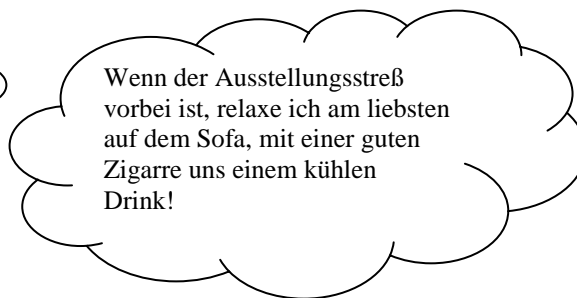 Wenn der Ausstellungsstreß
vorbei ist, relaxe ich am liebsten
auf dem Sofa, mit einer guten
Zigarre uns einem kühlen
Drink!